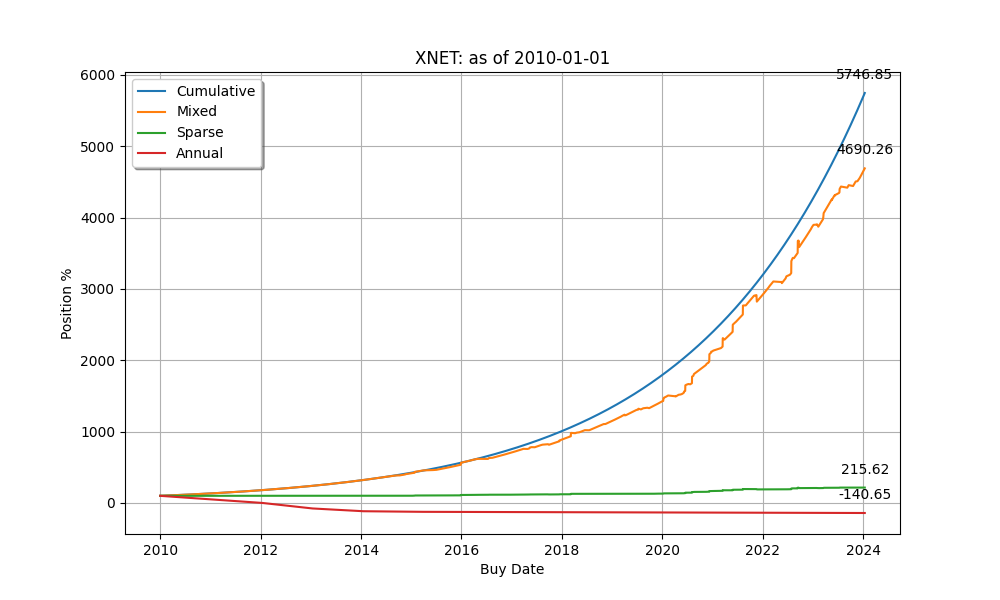 XNET: as of 2010-01-01
Cumulative
Mixed
Sparse
Annual
5746.85
4690.26
215.62
-140.65
6000
5000
4000
3000
2000
1000
0
Position %
2010 2012 2014 2016 2018 2020 2022 2024
Buy Date